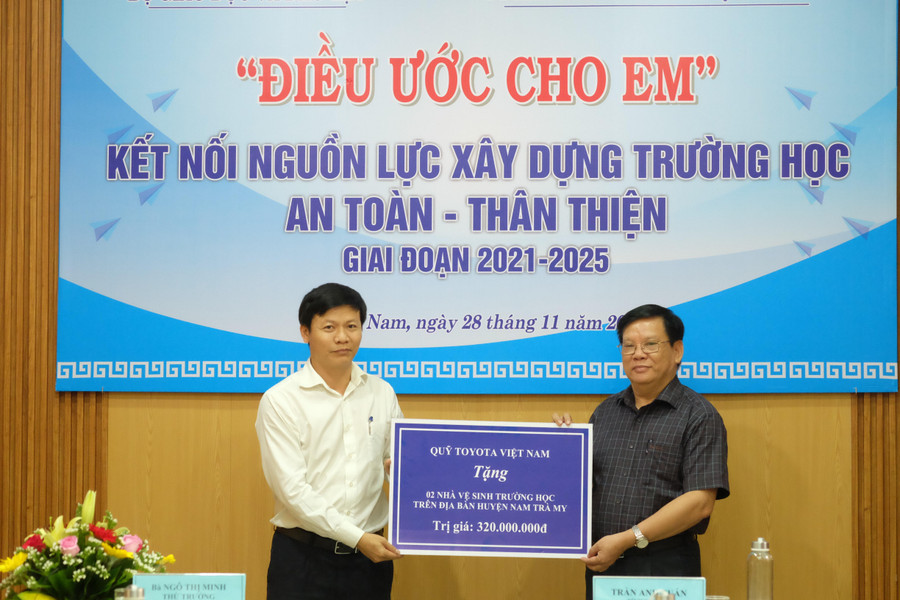 “ĐIỀU ƯỚC CHO EM”
KẾT NỐI NGUỒN LỰC XÂY DỰNG TRƯỜNG HỌC
AN TOÀN - THÂN THIỆN
GIAI ĐOẠN 2021-2025
Nam, ngày 28 tháng 11 năm
QUỸ TOYOTA VIỆT NAM
Tặng
02 NHÀ VỆ SINH TRƯỜNG HỌC
TRÊN ĐỊA BÀN HUYỆN NAM TRÀ MY
Trị giá: 320.000.000đ
Bà NGÔ THỊ MINH
THỨ TRƯỞNG
TRẦN ANH